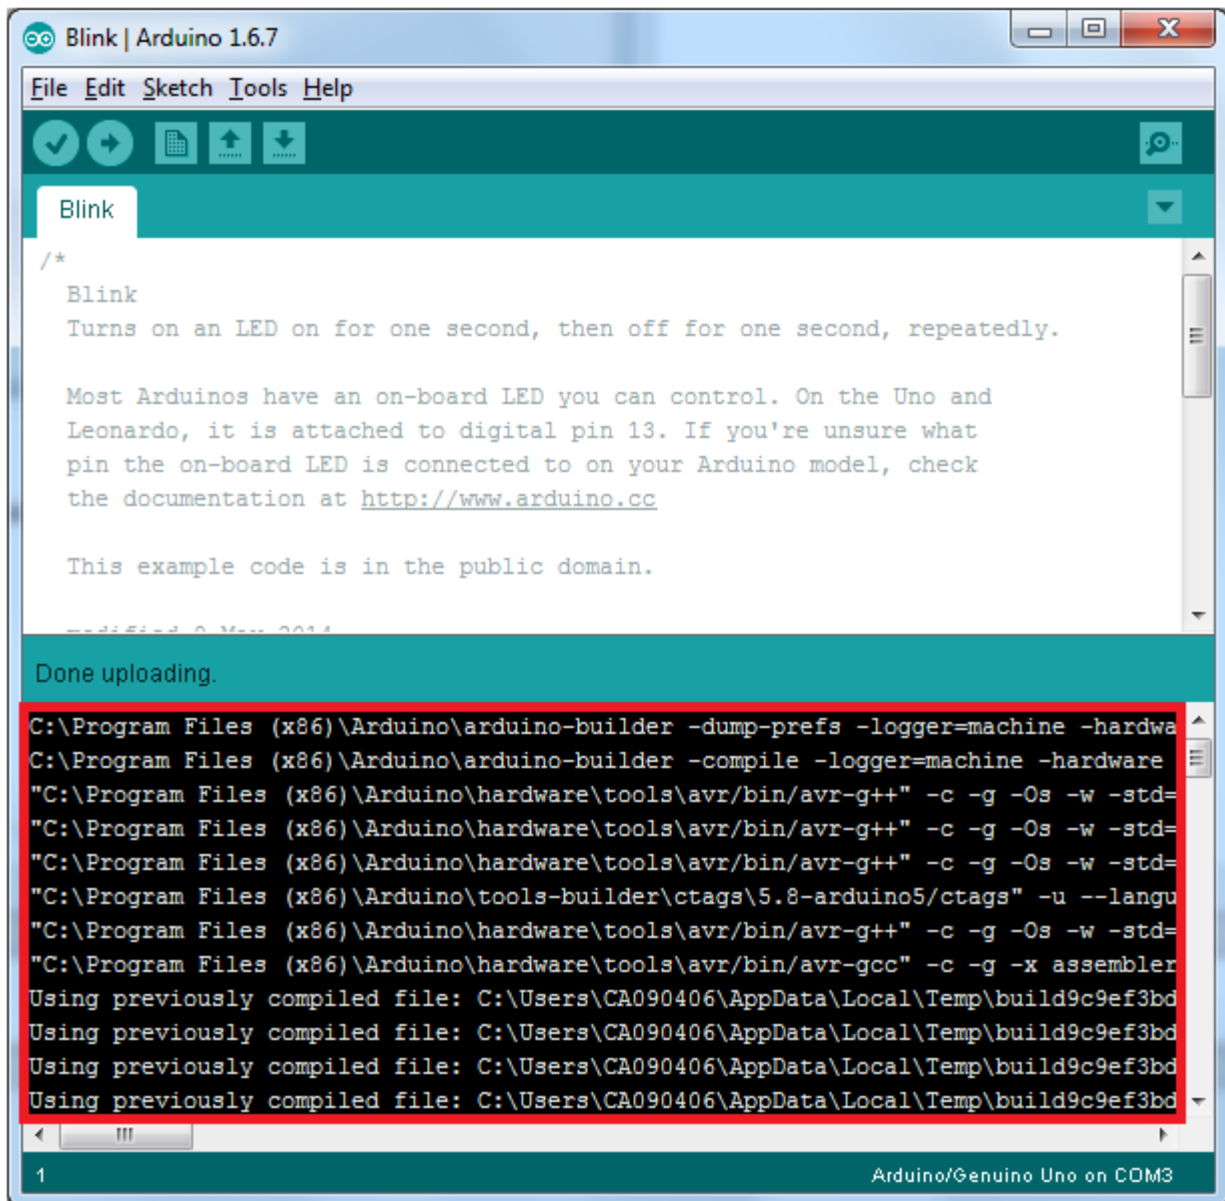 Blink | Arduino 1.6.7
File Edit Sketch Tools Help
Blink
/*
Blink
Turns on an LED on for one second, then off for one second, repeatedly.
Most Arduinos have an on-board LED you can control. On the Uno and
Leonardo, it is attached to digital pin 13. If you're unsure what
pin the on-board LED is connected to on your Arduino model, check
the documentation at http://www.arduino.cc
This example code is in the public domain.
modified 8 May 2014
Done uploading.
C:\Program Files (x86)\Arduino\arduino-builder -dump-prefs -logger=machine -hardwa
C:\Program Files (x86)\Arduino\arduino-builder -compile -logger=machine -hardware
"C:\Program Files (x86)\Arduino\hardware\tools\avr/bin/avr-g++" -c -g -Os -w -std=
"C:\Program Files (x86)\Arduino\hardware\tools\avr/bin/avr-g++" -c -g -Os -w -std=
"C:\Program Files (x86)\Arduino\hardware\tools\avr/bin/avr-g++" -c -g -Os -w -std=
"C:\Program Files (x86)\Arduino\tools-builder\ctags\5.8-arduino5/ctags" -u --langu
"C:\Program Files (x86)\Arduino\hardware\tools\avr/bin/avr-g++" -c -g -Os -w -std=
"C:\Program Files (x86)\Arduino\hardware\tools\avr/bin/avr-gcc" -c -g -x assembler
Using previously compiled file: C:\Users\CA090406\AppData\Local\Temp\build9c9ef3bd
Using previously compiled file: C:\Users\CA090406\AppData\Local\Temp\build9c9ef3bd
Using previously compiled file: C:\Users\CA090406\AppData\Local\Temp\build9c9ef3bd
Using previously compiled file: C:\Users\CA090406\AppData\Local\Temp\build9c9ef3bd
1 Arduino/Genuino Uno on COM3